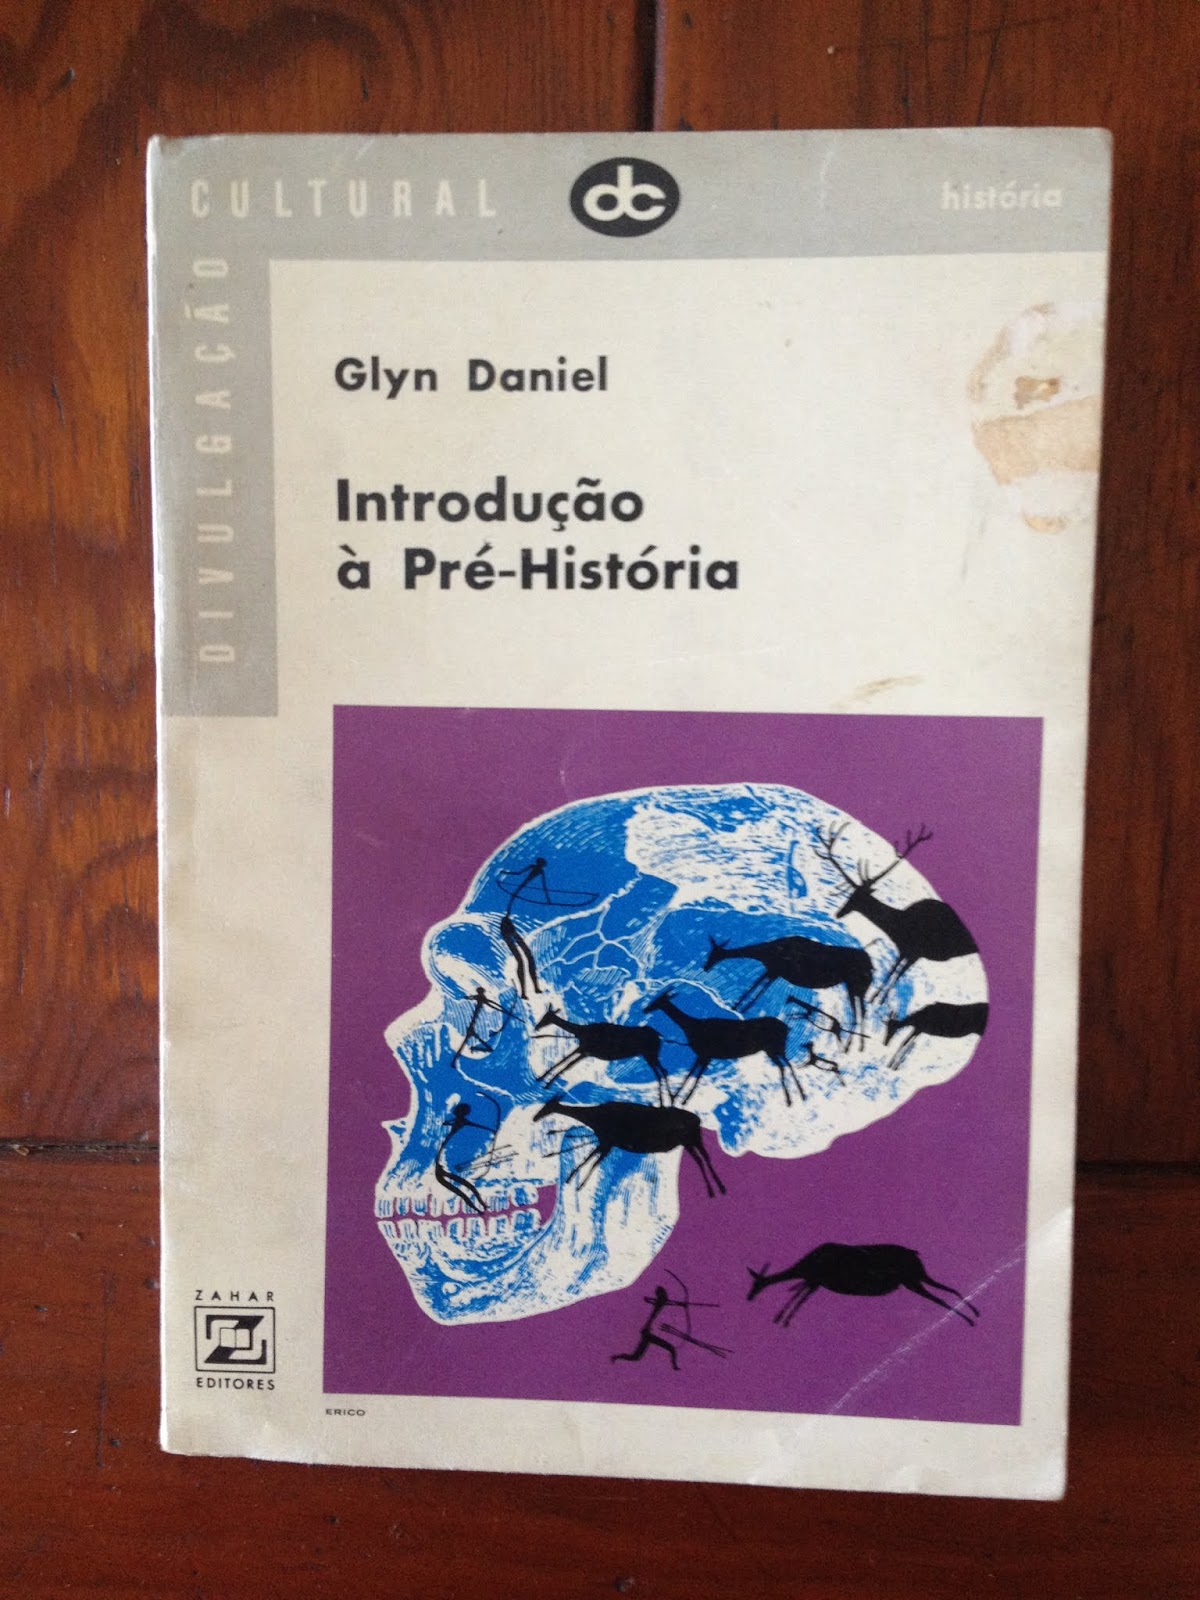 DIVULGAÇÃO
CULTURAL
dc
história
Glyn Daniel
Introdução
à Pré-História
ZAHAR
EDITORES
ERICO